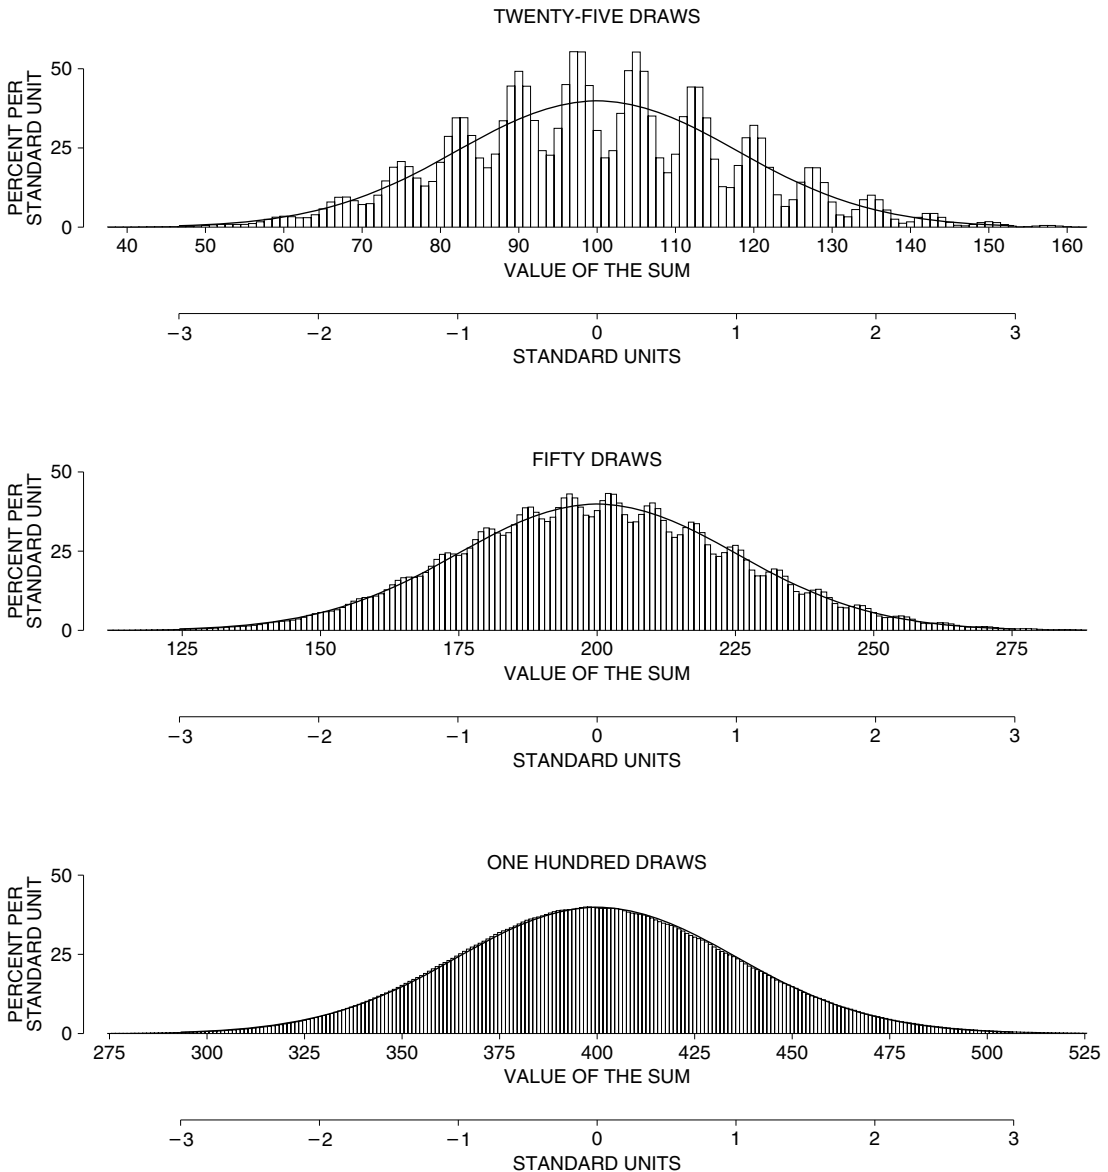 TWENTY-FIVE DRAWS
PERCENT PER
STANDARD UNIT
50
25
0
40 50 60 70 80 90 100 110 120 130 140 150 160
VALUE OF THE SUM
−3 −2 −1 0 1 2 3
STANDARD UNITS
FIFTY DRAWS
PERCENT PER
STANDARD UNIT
50
25
0
125 150 175 200 225 250 275
VALUE OF THE SUM
−3 −2 −1 0 1 2 3
STANDARD UNITS
ONE HUNDRED DRAWS
PERCENT PER
STANDARD UNIT
50
25
0
275 300 325 350 375 400 425 450 475 500 525
VALUE OF THE SUM
−3 −2 −1 0 1 2 3
STANDARD UNITS